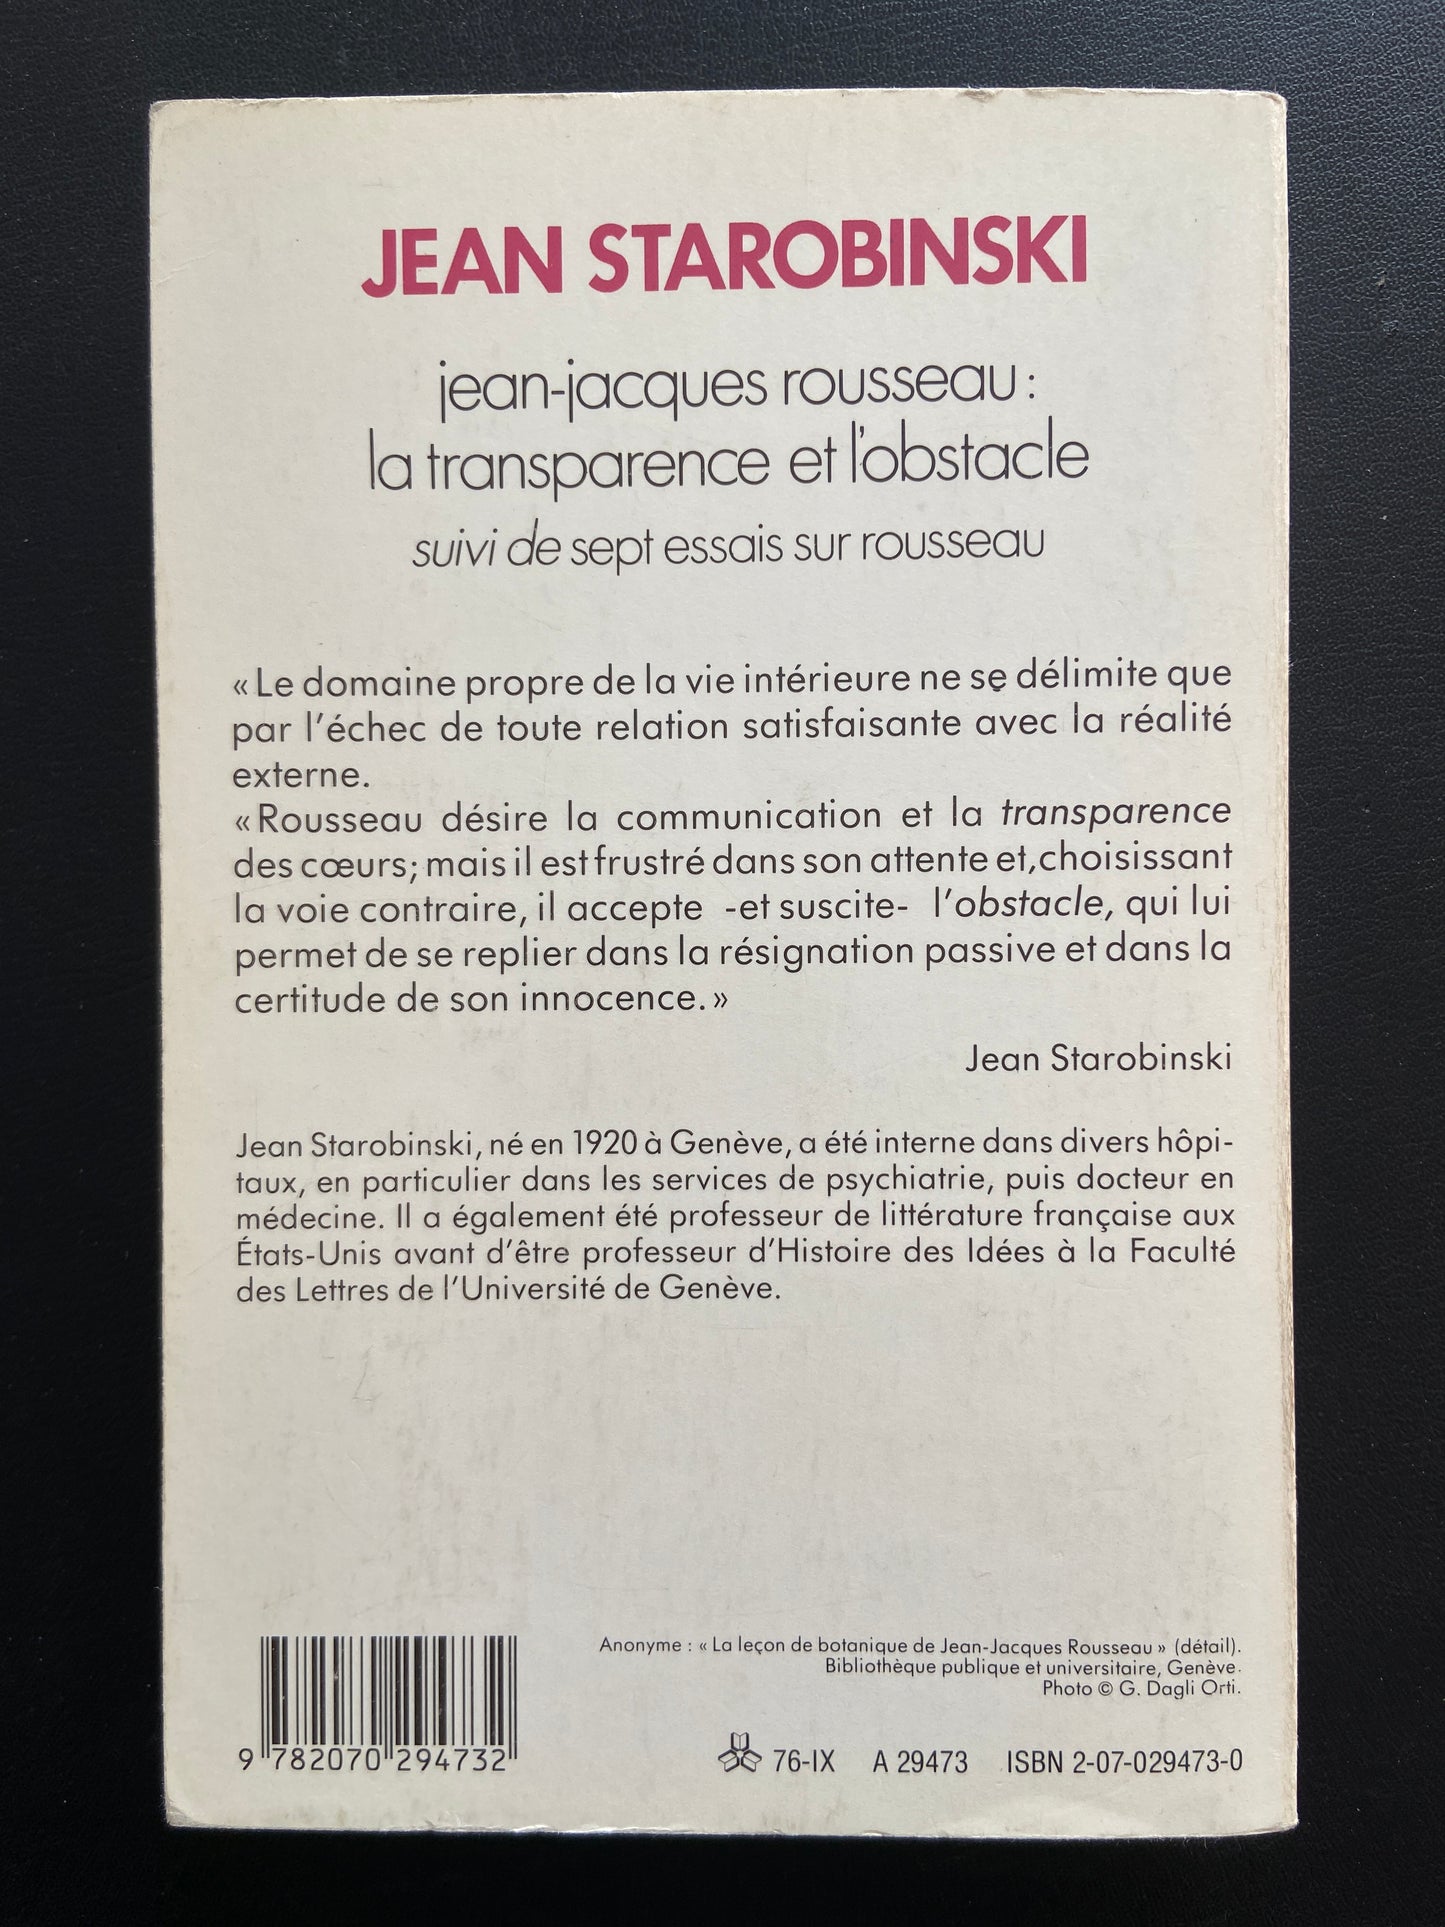 JEAN STAROBINSKI
jean-jacques rousseau :
la transparence et l'obstacle
suivi de sept essais sur rousseau
« Le domaine propre de la vie intérieure ne se délimite que
par l'échec de toute relation satisfaisante avec la réalité
externe.
« Rousseau désire la communication et la transparence
des cœurs; mais il est frustré dans son attente et, choisissant
la voie contraire, il accepte -et suscite- l'obstacle, qui lui
permet de se replier dans la résignation passive et dans la
certitude de son innocence. »
Jean Starobinski
Jean Starobinski, né en 1920 à Genève, a été interne dans divers hôpi-
taux, en particulier dans les services de psychiatrie, puis docteur en
médecine. Il a également été professeur de littérature française aux
États-Unis avant d'être professeur d'Histoire des Idées à la Faculté
des Lettres de l'Université de Genève.
Anonyme : « La leçon de botanique de Jean-Jacques Rousseau » (détail).
Bibliothèque publique et universitaire, Genève.
Photo © G. Dagli Orti.
9 782070 294732
76-IX A 29473 ISBN 2-07-029473-0